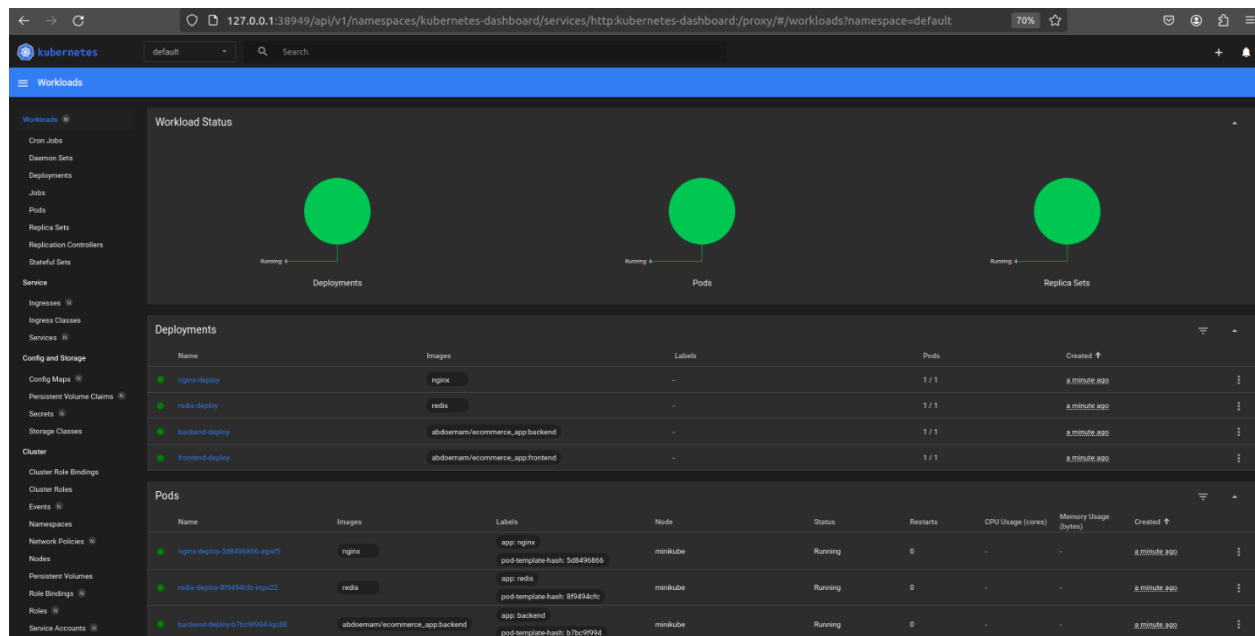 127.0.0.1:38949/api/v1/namespaces/kubernetes-dashboard/services/http:kubernetes-dashboard:/proxy/#/workloads?namespace=default 70%
kubernetes default Search
Workloads
Workloads N
Cron Jobs
Daemon Sets
Deployments
Jobs
Pods
Replica Sets
Replication Controllers
Stateful Sets
Service
Ingresses N
Ingress Classes
Services N
Config and Storage
Config Maps N
Persistent Volume Claims N
Secrets N
Storage Classes
Cluster
Cluster Role Bindings
Cluster Roles
Events N
Namespaces
Network Policies N
Nodes
Persistent Volumes
Role Bindings N
Roles N
Service Accounts N
Workload Status
Running: 4 Running: 4 Running: 4
Deployments Pods Replica Sets
Deployments
Name Images Labels Pods Created
nginx-deploy nginx - 1 / 1 a minute ago
redis-deploy redis - 1 / 1 a minute ago
backend-deploy abdoemam/ecommerce_app:backend - 1 / 1 a minute ago
frontend-deploy abdoemam/ecommerce_app:frontend - 1 / 1 a minute ago
Pods
Name Images Labels Node Status Restarts CPU Usage (cores) Memory Usage (bytes) Created
app: nginx
nginx-deploy-5d8496866-xgwl5 nginx minikube Running 0 - - a minute ago
pod-template-hash: 5d8496866
app: redis
redis-deploy-8f9494cfc-mpx22 redis minikube Running 0 - - a minute ago
pod-template-hash: 8f9494cfc
app: backend
abdoemam/ecommerce_app:backend minikube Running 0 - - a minute ago
pod-template-hash: b7bc9f994